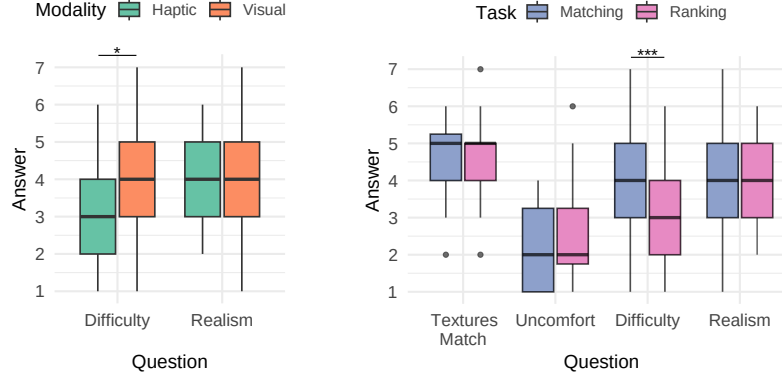 Modality Haptic Visual
*
7
6
5
4
3
2
1
Answer
Difficulty Realism
Question
Task Matching Ranking
***
7
6
5
4
3
2
1
Answer
Textures Match Uncomfort Difficulty Realism
Question